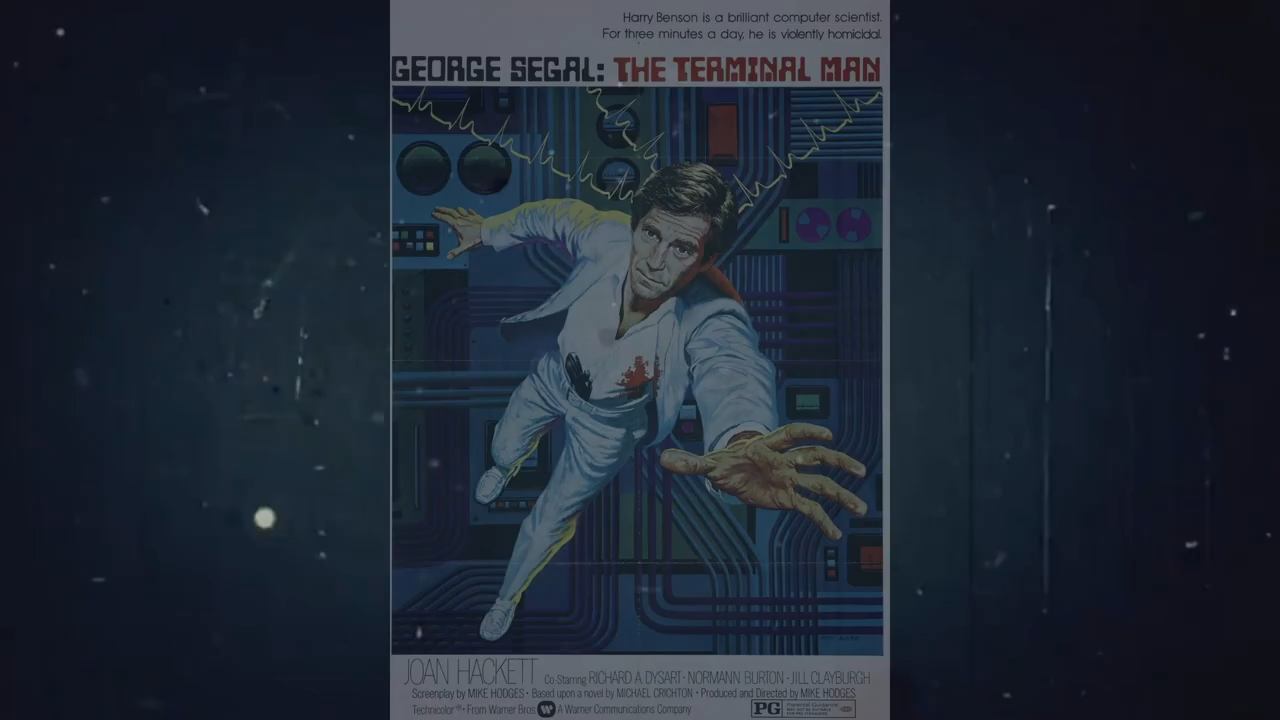 Harry Benson is a brilliant computer scientist.
For three minutes a day, he is violently homicidal.
GEORGE SEGAL: THE TERMINAL MAN
JOAN HACKETT Co-Starring RICHARD A. DYSART · NORMANN BURTON · JILL CLAYBURGH
Screenplay by MIKE HODGES · Based upon a novel by MICHAEL CRICHTON · Produced and Directed by MIKE HODGES
Technicolor® · From Warner Bros W A Warner Communications Company
PG Parental Guidance